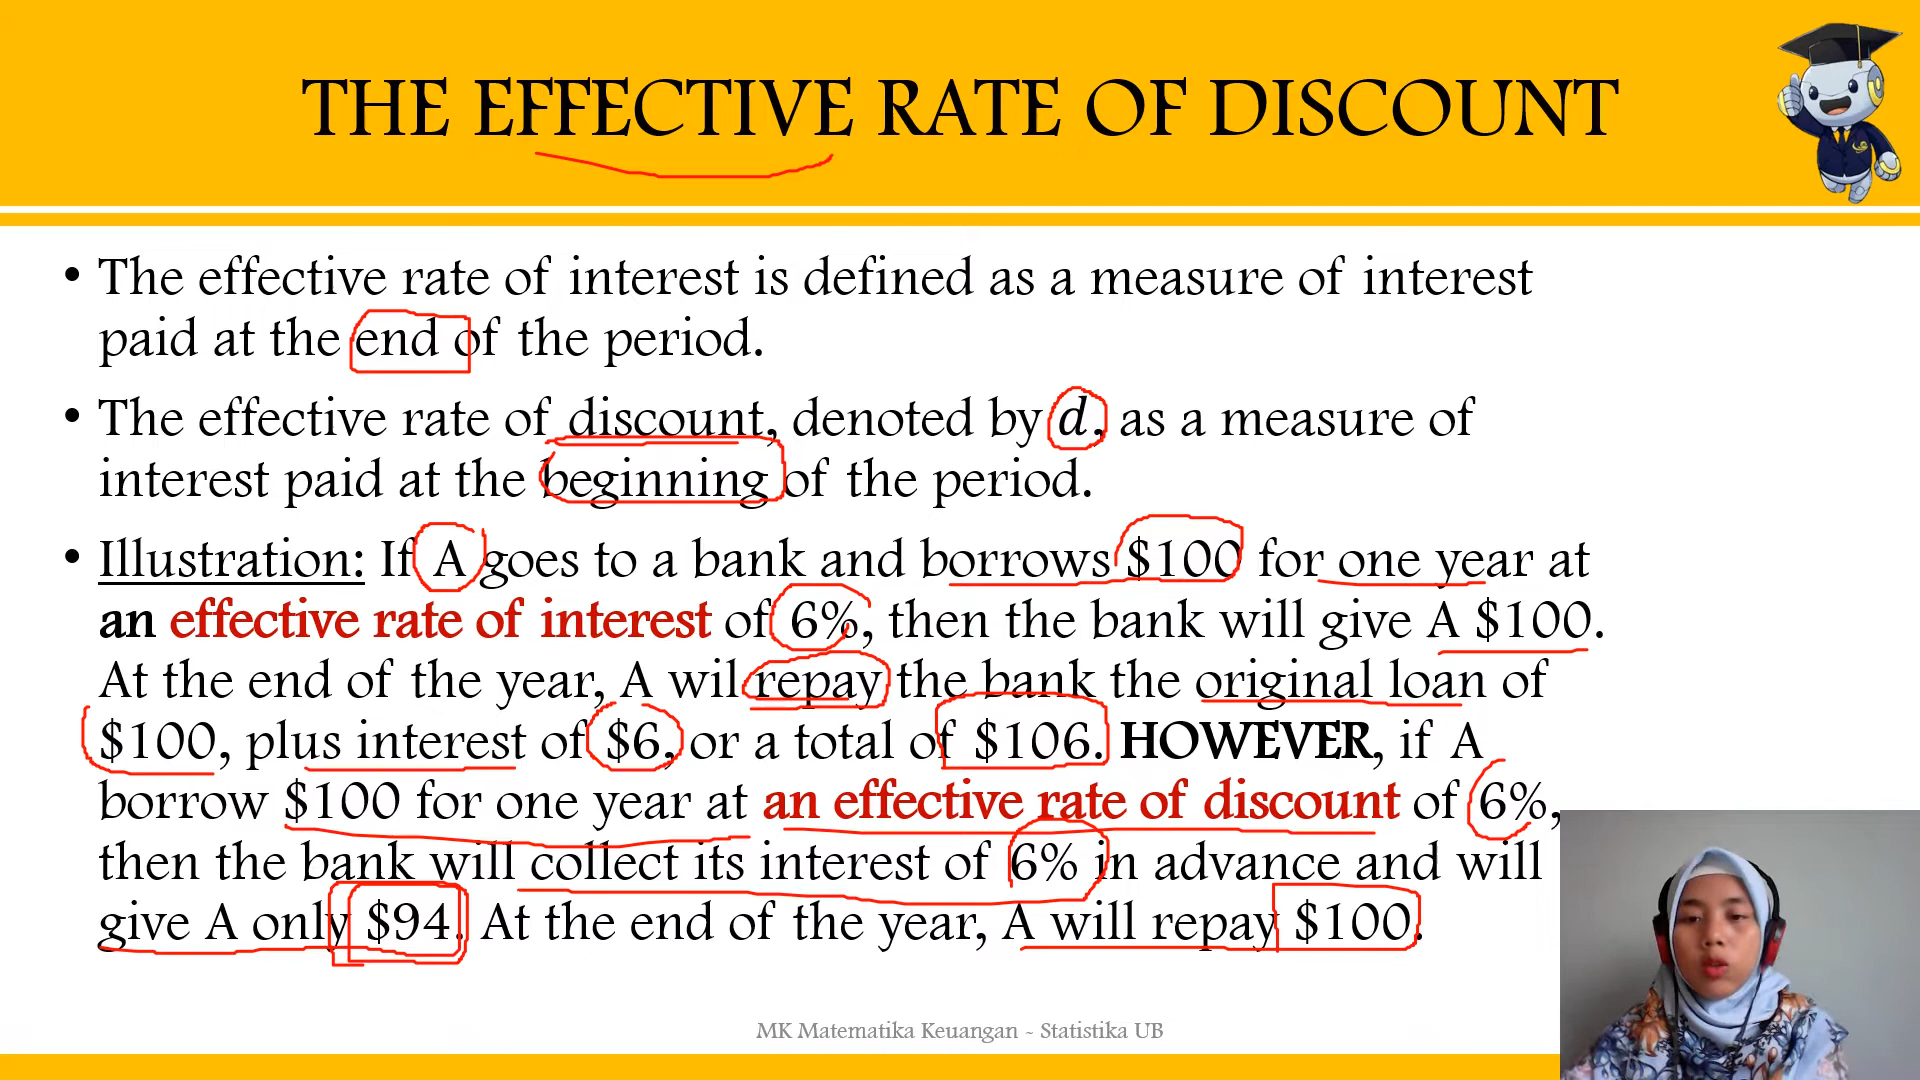 THE EFFECTIVE RATE OF DISCOUNT
• The effective rate of interest is defined as a measure of interest
paid at the end of the period.
• The effective rate of discount, denoted by d, as a measure of
interest paid at the beginning of the period.
• Illustration: If A goes to a bank and borrows $100 for one year at
an effective rate of interest of 6%, then the bank will give A $100.
At the end of the year, A wil repay the bank the original loan of
$100, plus interest of $6, or a total of $106. HOWEVER, if A
borrow $100 for one year at an effective rate of discount of 6%,
then the bank will collect its interest of 6% in advance and will
give A only $94. At the end of the year, A will repay $100.
MK Matematika Keuangan ~ Statistika UB